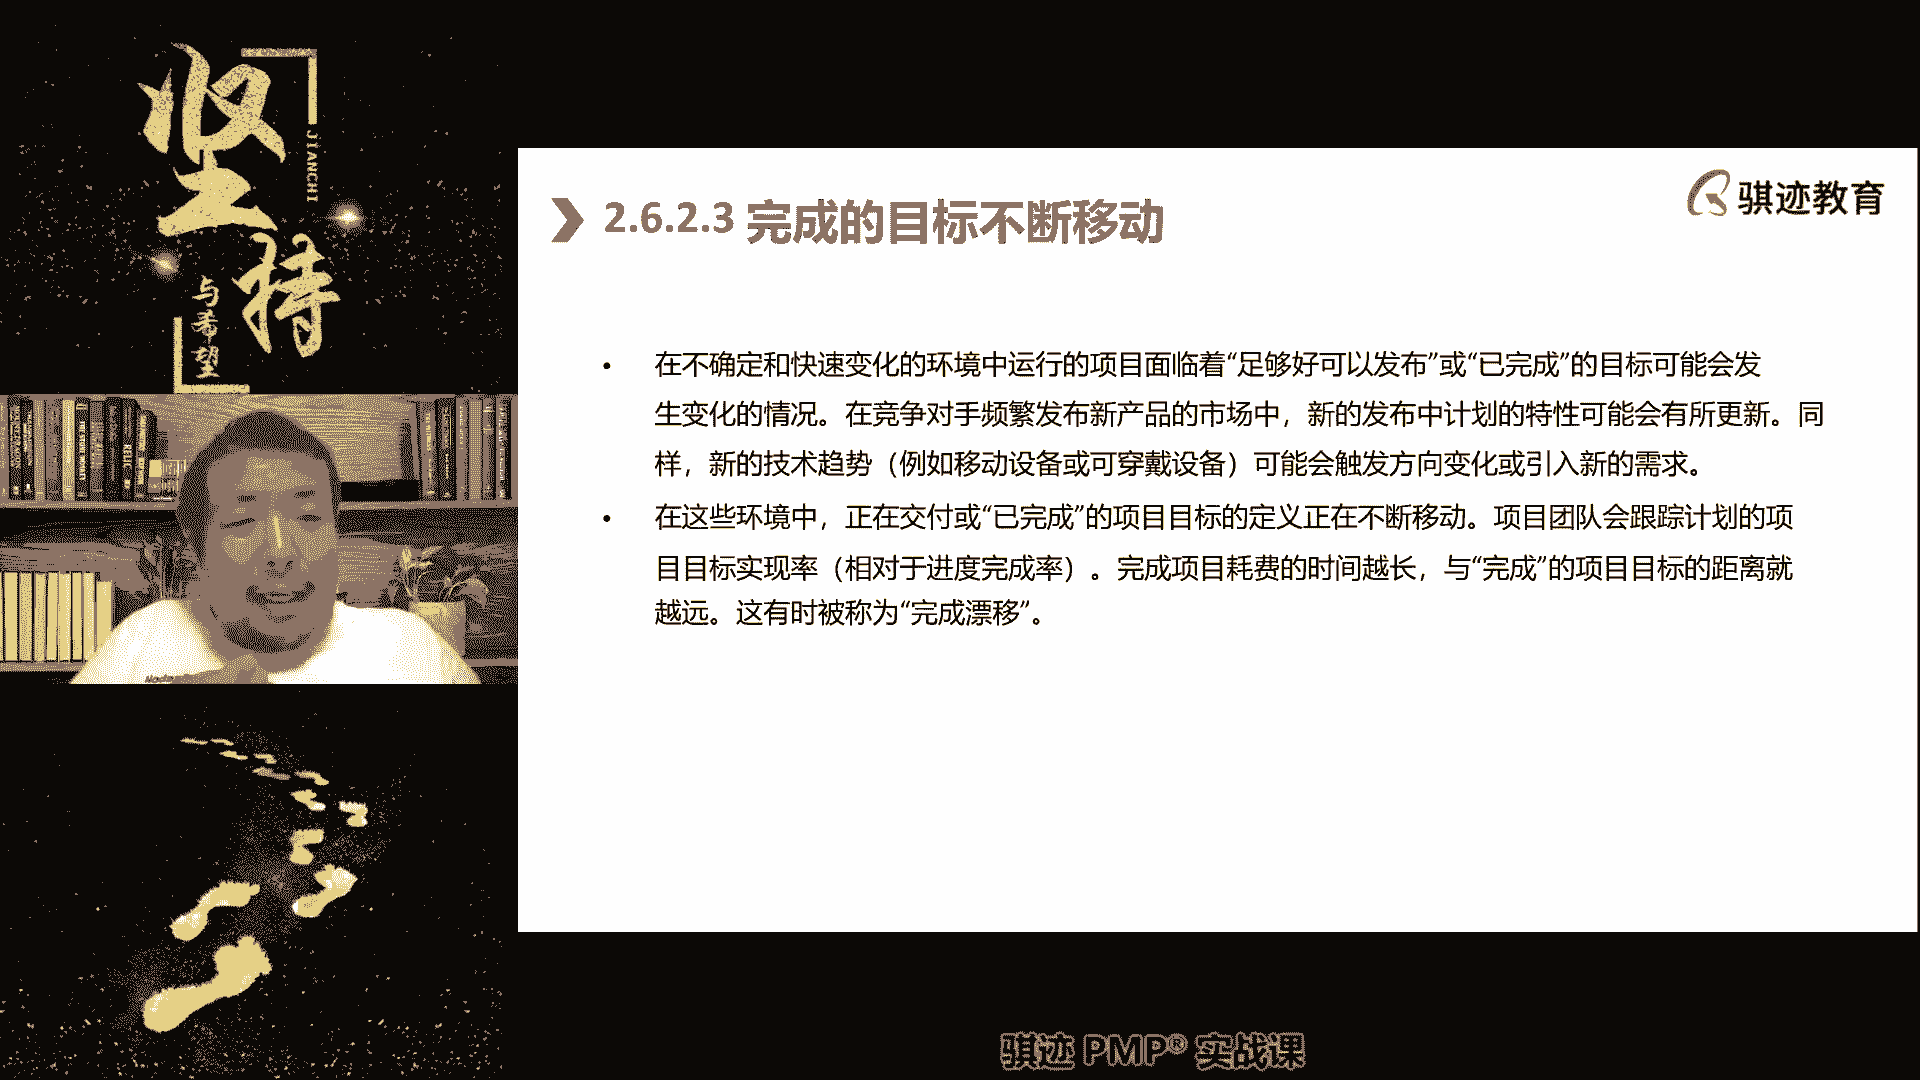 坚持
JIANCHI
与希望
骐迹教育
2.6.2.3 完成的目标不断移动
• 在不确定和快速变化的环境中运行的项目面临着“足够好可以发布”或“已完成”的目标可能会发
生变化的情况。在竞争对手频繁发布新产品的市场中，新的发布中计划的特性可能会有所更新。同
样，新的技术趋势（例如移动设备或可穿戴设备）可能会触发方向变化或引入新的需求。
• 在这些环境中，正在交付或“已完成”的项目目标的定义正在不断移动。项目团队会跟踪计划的项
目目标实现率（相对于进度完成率）。完成项目耗费的时间越长，与“完成”的项目目标的距离就
越远。这有时被称为“完成漂移”。
骐迹 PMP® 实战课